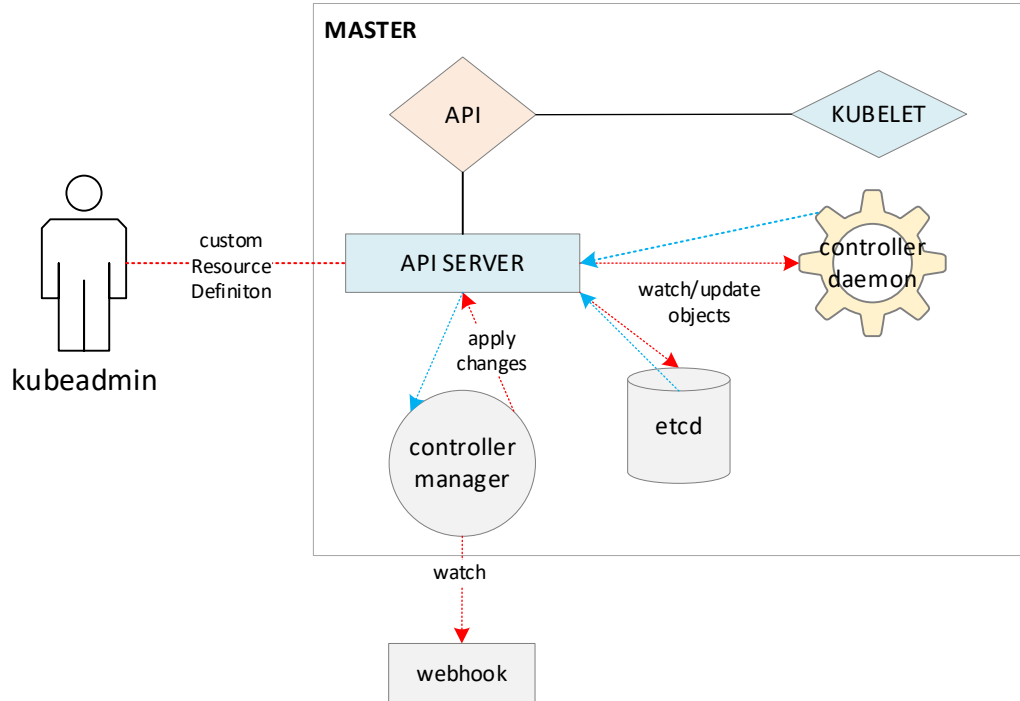 MASTER
API
KUBELET
custom
Resource
Definiton
API SERVER
controller
daemon
watch/update
objects
apply
changes
kubeadmin
etcd
controller
manager
watch
webhook